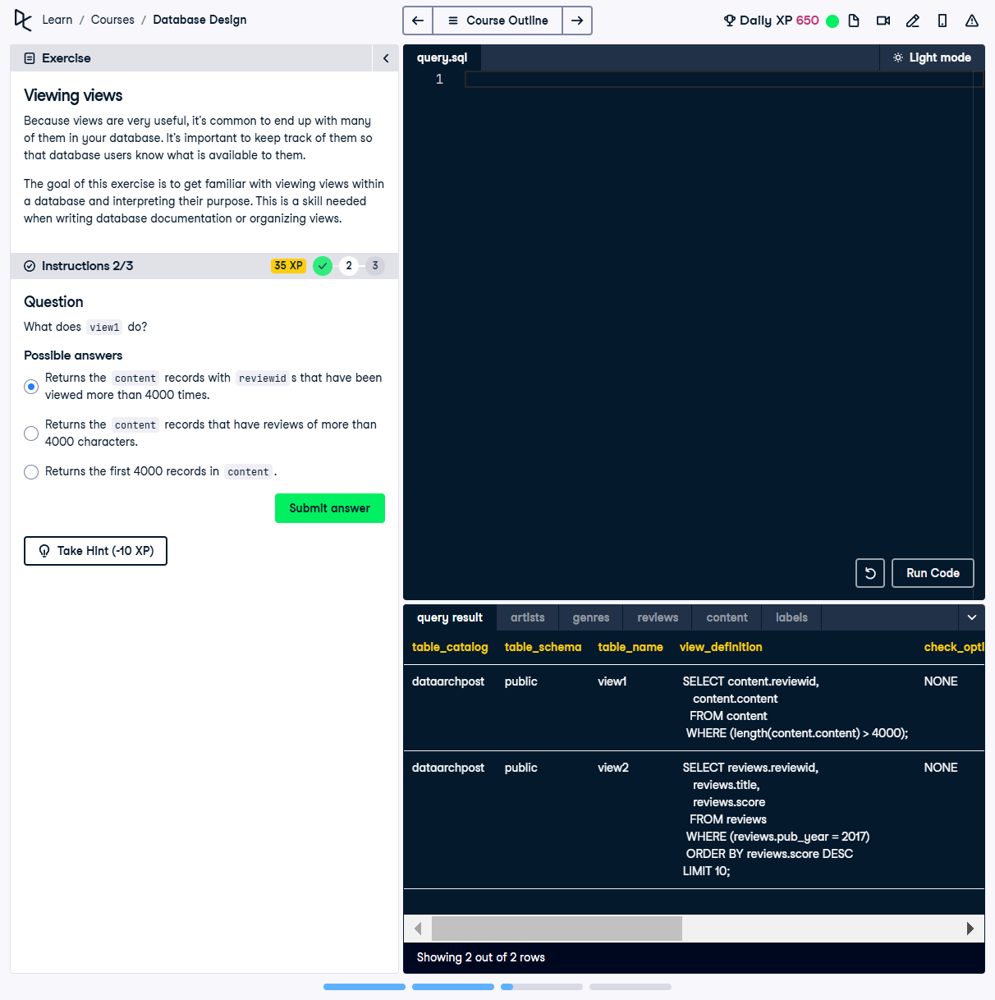 Learn / Courses / Database Design
Course Outline
Daily XP 650
Exercise
Viewing views
Because views are very useful, it's common to end up with many
of them in your database. It's important to keep track of them so
that database users know what is available to them.
The goal of this exercise is to get familiar with viewing views within
a database and interpreting their purpose. This is a skill needed
when writing database documentation or organizing views.
Instructions 2/3
35 XP
2
3
Question
What does view1 do?
Possible answers
Returns the content records with reviewids that have been
viewed more than 4000 times.
Returns the content records that have reviews of more than
4000 characters.
Returns the first 4000 records in content.
Submit answer
Take Hint (-10 XP)
query.sql
Light mode
1
Run Code
query result
artists
genres
reviews
content
labels
table_catalog table_schema table_name view_definition check_opti
dataarchpost public view1 SELECT content.reviewid, NONE
content.content
FROM content
WHERE (length(content.content) > 4000);
dataarchpost public view2 SELECT reviews.reviewid, NONE
reviews.title,
reviews.score
FROM reviews
WHERE (reviews.pub_year = 2017)
ORDER BY reviews.score DESC
LIMIT 10;
Showing 2 out of 2 rows